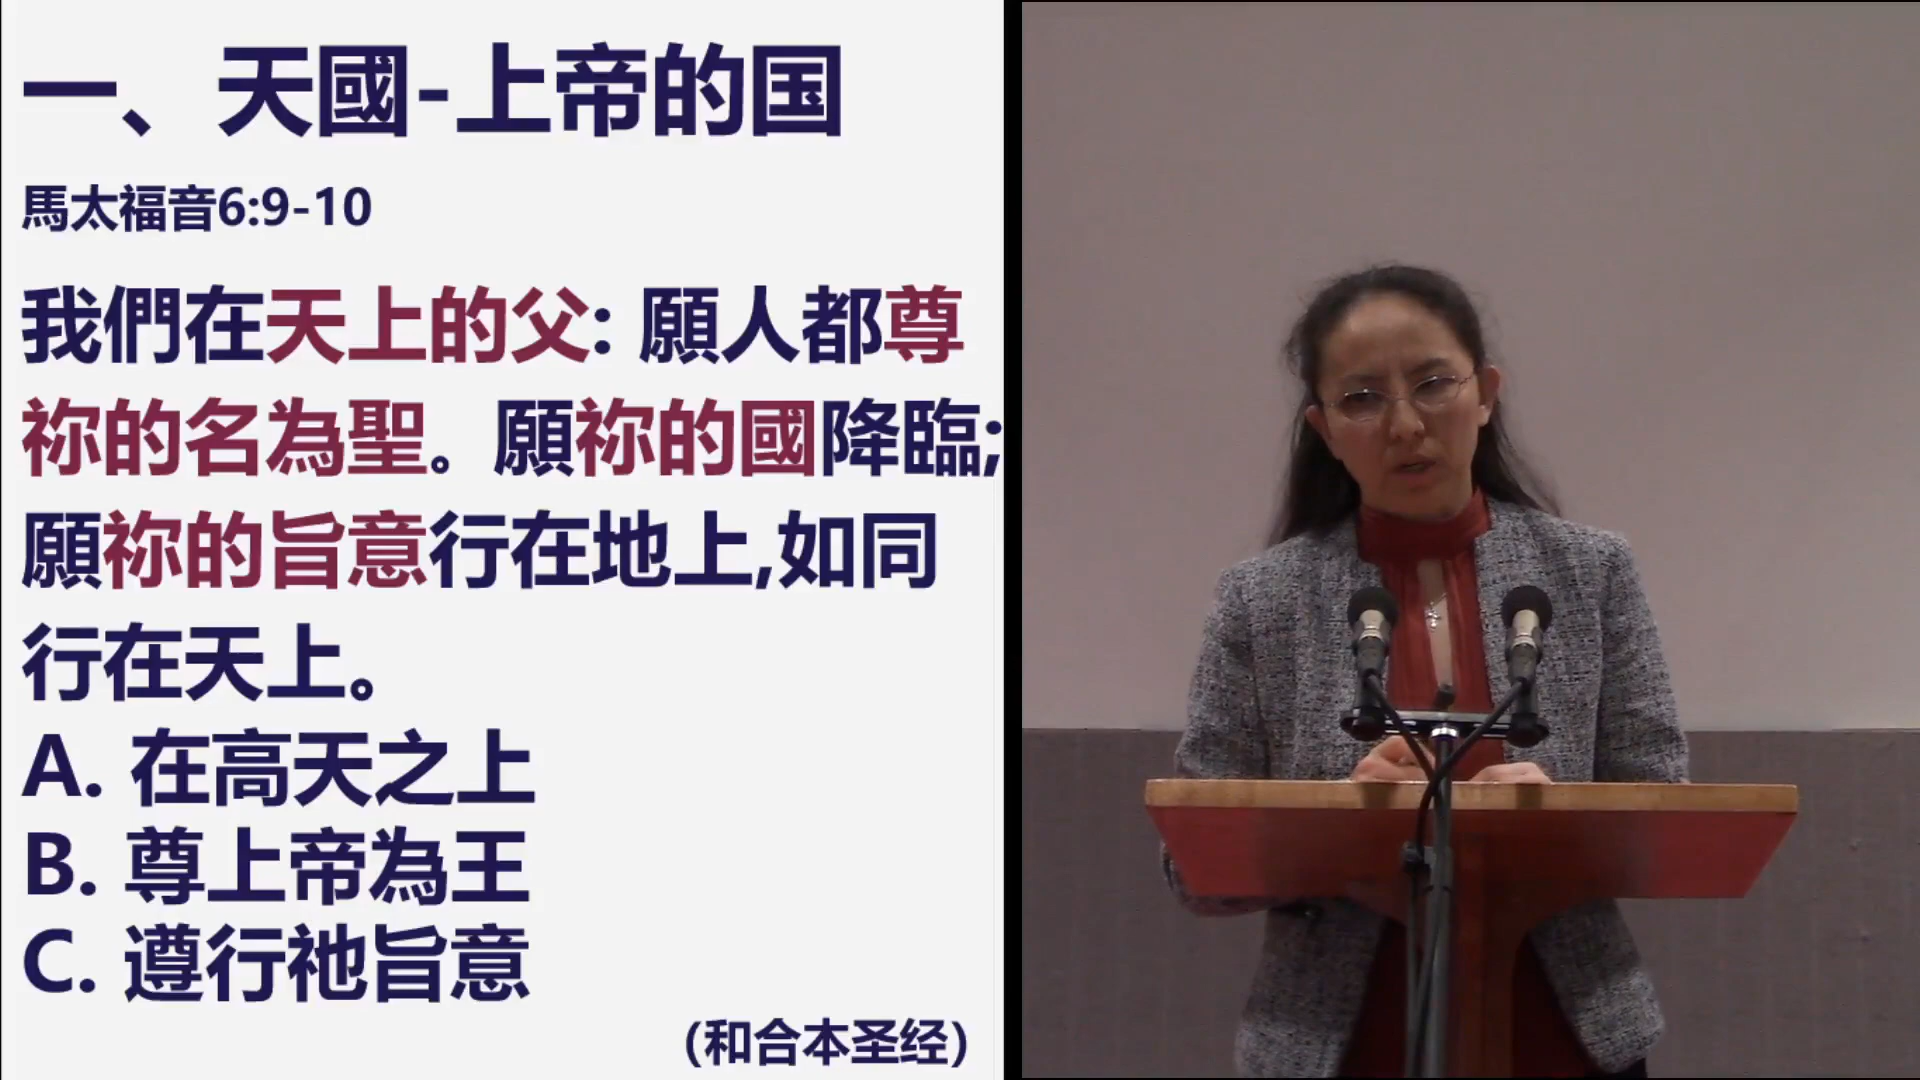 一、天國-上帝的国
馬太福音6:9-10
我們在天上的父: 願人都尊
祢的名為聖。願祢的國降臨;
願祢的旨意行在地上,如同
行在天上。
A. 在高天之上
B. 尊上帝為王
C. 遵行祂旨意
(和合本圣经)